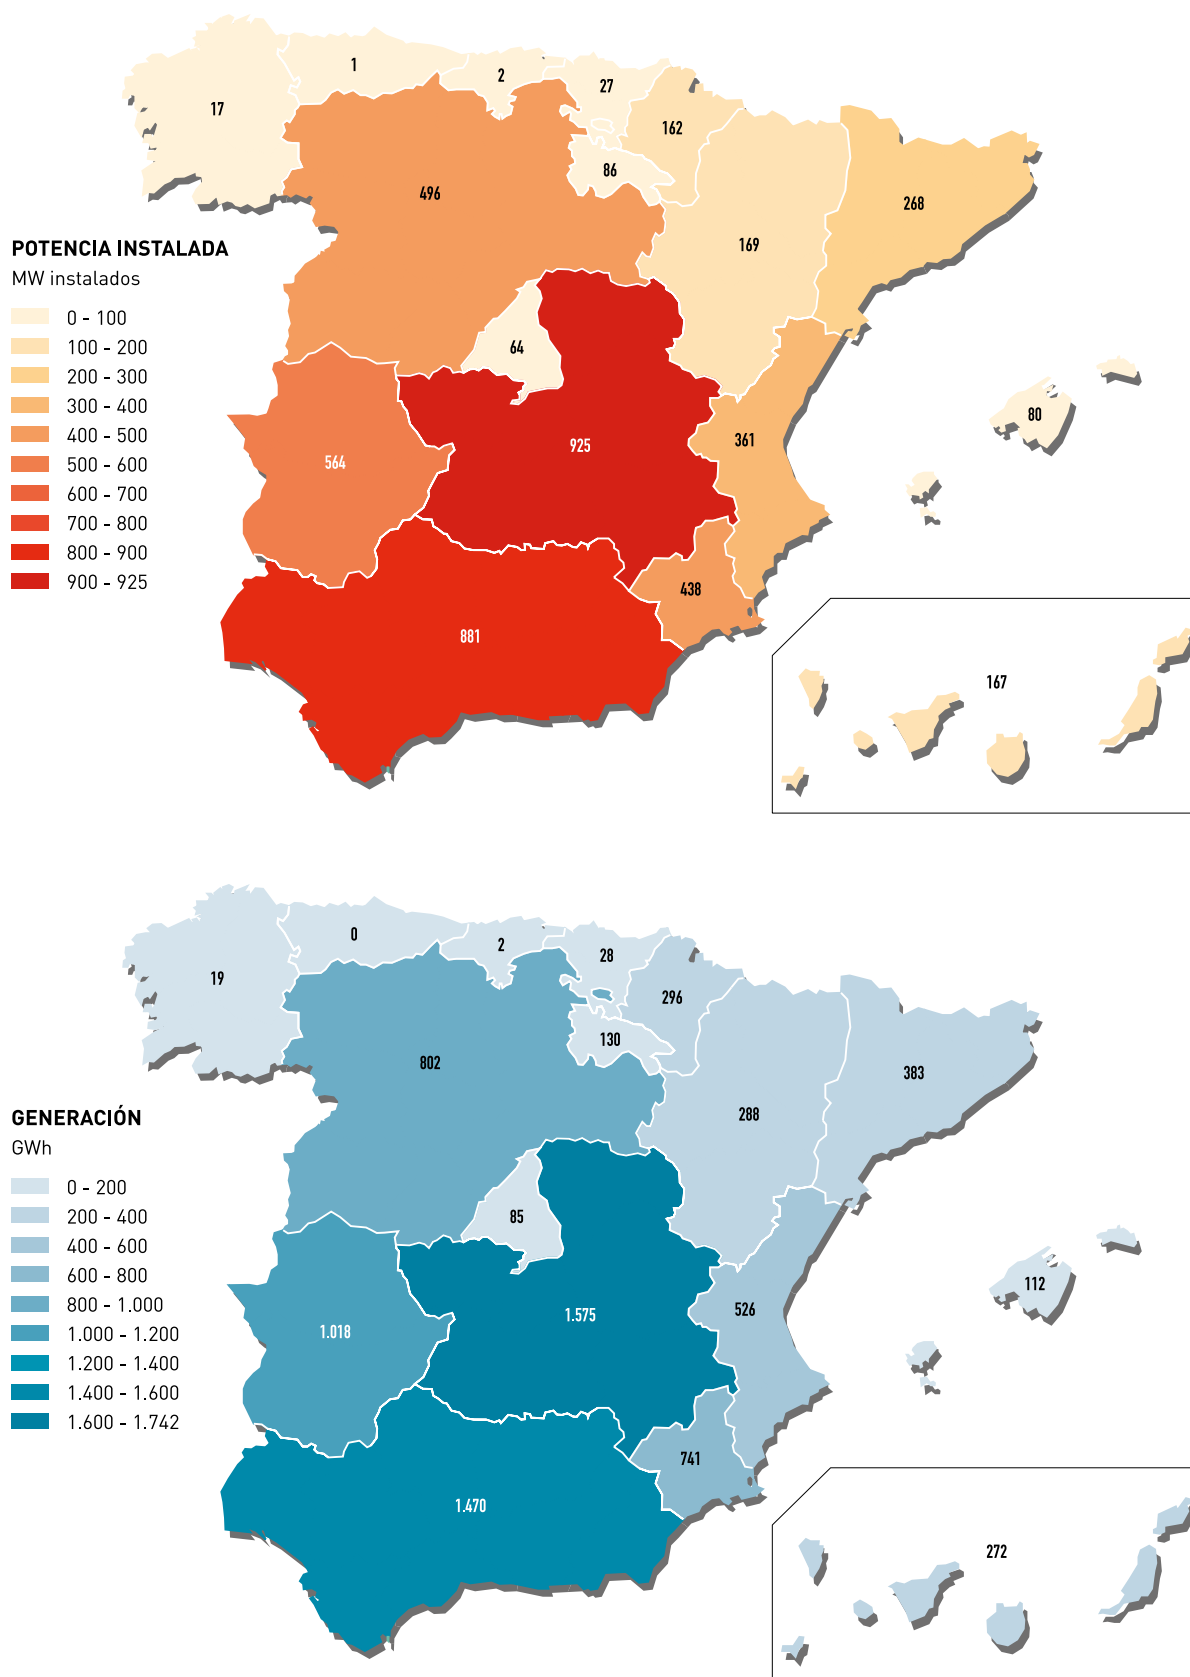 1
2
27
17
162
86
496
268
POTENCIA INSTALADA
MW instalados
169
0 - 100
100 - 200
200 - 300
300 - 400
400 - 500
500 - 600
600 - 700
700 - 800
800 - 900
900 - 925
64
80
361
925
564
438
881
167
0
2
28
19
296
130
802
383
GENERACIÓN
GWh
288
0 - 200
200 - 400
400 - 600
600 - 800
800 - 1.000
1.000 - 1.200
1.200 - 1.400
1.400 - 1.600
1.600 - 1.742
85
112
526
1.575
1.018
741
1.470
272